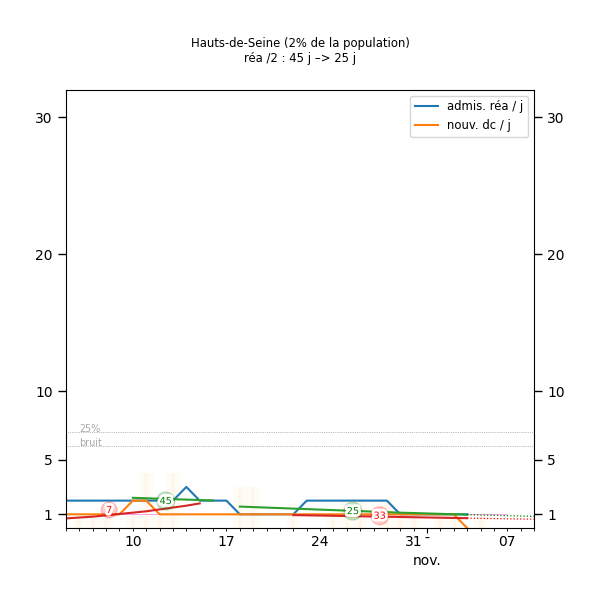 Hauts-de-Seine (2% de la population)
réa /2 : 45 j –> 25 j
admis. réa / j
nouv. dc / j
30 30
20 20
10 10
25%
bruit
5 5
7 45 25 33
1 1
10 17 24 31 07
nov.